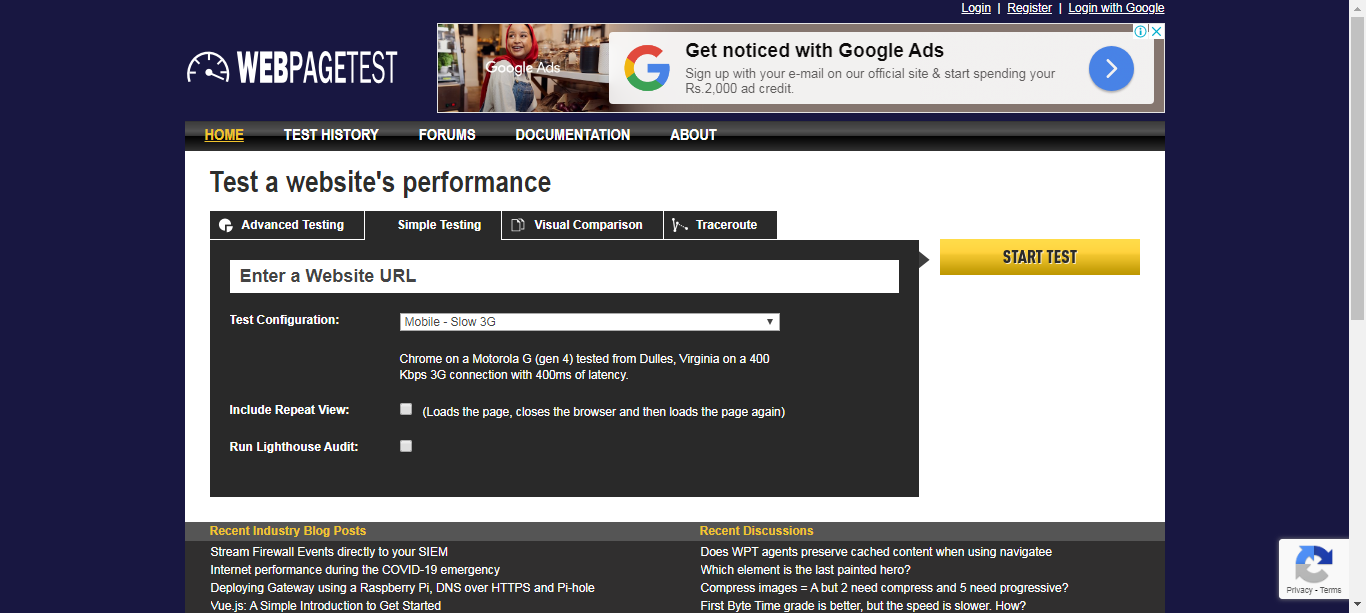 Login | Register | Login with Google
WEBPAGETEST
Google Ads
Get noticed with Google Ads
Sign up with your e-mail on our official site & start spending your
Rs.2,000 ad credit.
HOME TEST HISTORY FORUMS DOCUMENTATION ABOUT
Test a website's performance
Advanced Testing Simple Testing Visual Comparison Traceroute
Enter a Website URL
START TEST
Test Configuration: Mobile - Slow 3G
Chrome on a Motorola G (gen 4) tested from Dulles, Virginia on a 400
Kbps 3G connection with 400ms of latency.
Include Repeat View: (Loads the page, closes the browser and then loads the page again)
Run Lighthouse Audit:
Recent Industry Blog Posts
Stream Firewall Events directly to your SIEM
Internet performance during the COVID-19 emergency
Deploying Gateway using a Raspberry Pi, DNS over HTTPS and Pi-hole
Vue.js: A Simple Introduction to Get Started
Recent Discussions
Does WPT agents preserve cached content when using navigatee
Which element is the last painted hero?
Compress images = A but 2 need compress and 5 need progressive?
First Byte Time grade is better, but the speed is slower. How?
Privacy - Terms